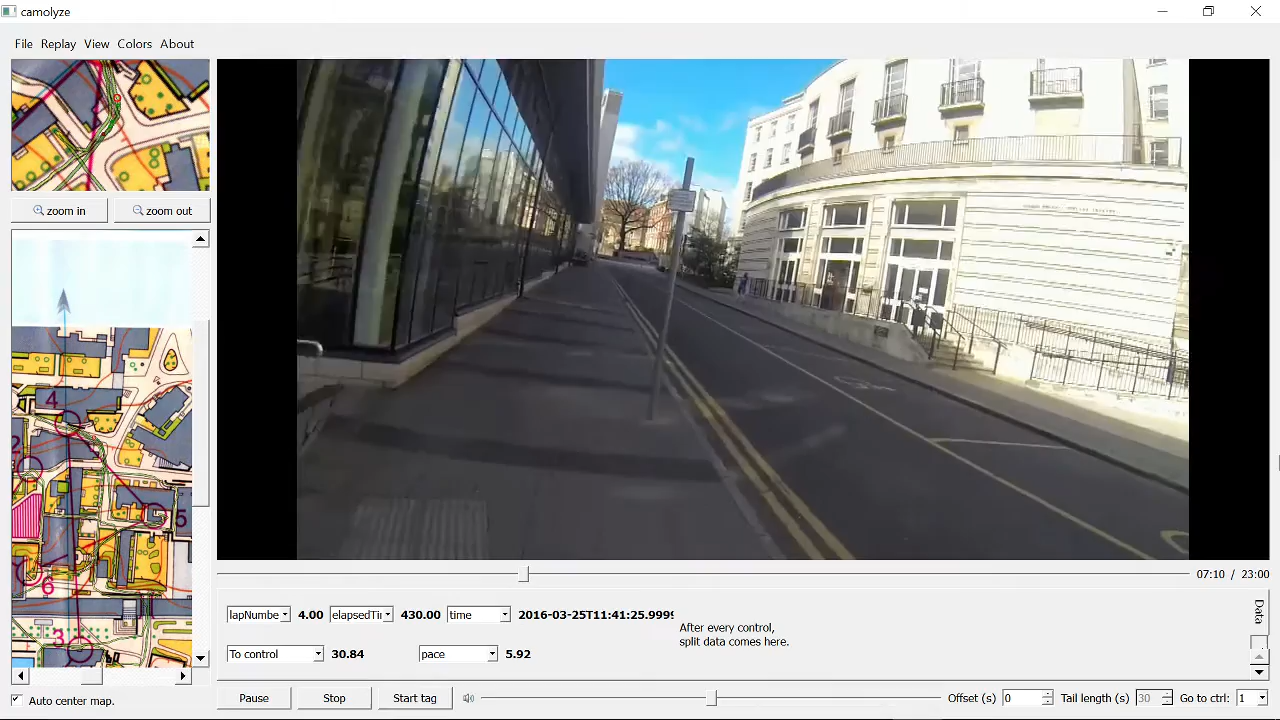 camolyze
File Replay View Colors About
zoom in
zoom out
4
2
5
6
3
07:10 / 23:00
lapNumbe 4.00 elapsedTi 430.00 time 2016-03-25T11:41:25.999
After every control,
split data comes here.
To control 30.84 pace 5.92
Data
Auto center map.
Pause Stop Start tag Offset (s) 0 Tail length (s) 30 Go to ctrl: 1